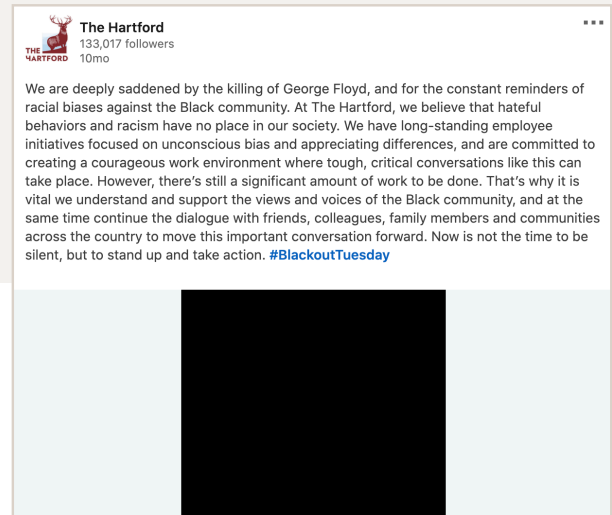 The Hartford
133,017 followers
10mo
THE
HARTFORD
We are deeply saddened by the killing of George Floyd, and for the constant reminders of
racial biases against the Black community. At The Hartford, we believe that hateful
behaviors and racism have no place in our society. We have long-standing employee
initiatives focused on unconscious bias and appreciating differences, and are committed to
creating a courageous work environment where tough, critical conversations like this can
take place. However, there's still a significant amount of work to be done. That's why it is
vital we understand and support the views and voices of the Black community, and at the
same time continue the dialogue with friends, colleagues, family members and communities
across the country to move this important conversation forward. Now is not the time to be
silent, but to stand up and take action. #BlackoutTuesday